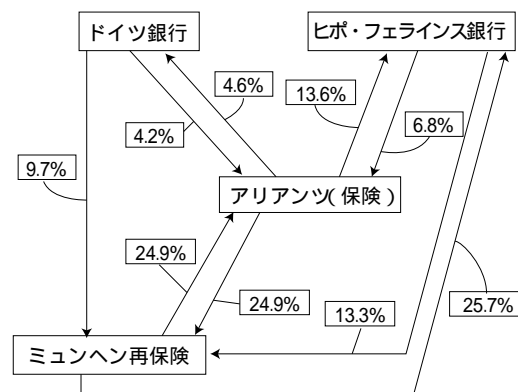 ドイツ銀行
ヒポ・フェラインス銀行
4.6%
13.6%
4.2%
6.8%
9.7%
アリアンツ(保険)
24.9%
24.9%
13.3%
25.7%
ミュンヘン再保険